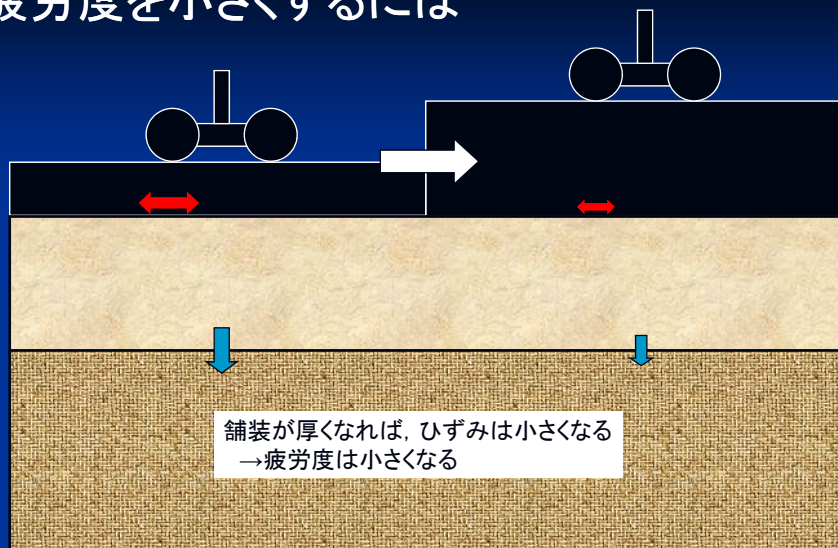 疲労度を小さくするには
舗装が厚くなれば，ひずみは小さくなる
→疲労度は小さくなる